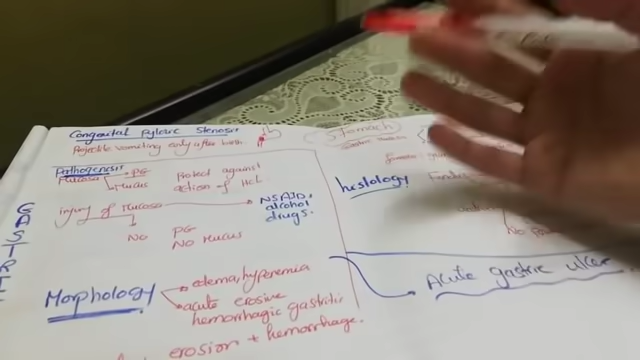 Congenital Pyloric Stenosis
Projectile vomiting early after birth.
Pathogenesis
Mucosa PG Protect against
Mucus action of HCL
injury of Mucosa NSAID,
alcohol
drugs.
No PG
No Mucus
Morphology
edema, hyperemia
acute erosive
hemorrhagic gastritis
erosion + hemorrhage.
Stomach
histology
Acute gastric ulcer